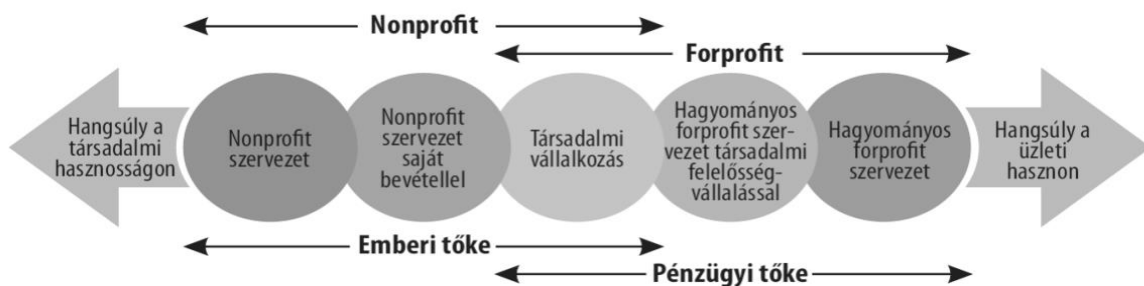 Nonprofit
Forprofit
Hangsúly a
társadalmi
hasznosságon
Nonprofit
szervezet
Nonprofit
szervezet
saját
bevétellel
Társadalmi
vállalkozás
Hagyományos
forprofit szer-
vezet társadalmi
felelősség-
vállalással
Hagyományos
forprofit
szervezet
Hangsúly a
üzleti
hasznon
Emberi tőke
Pénzügyi tőke